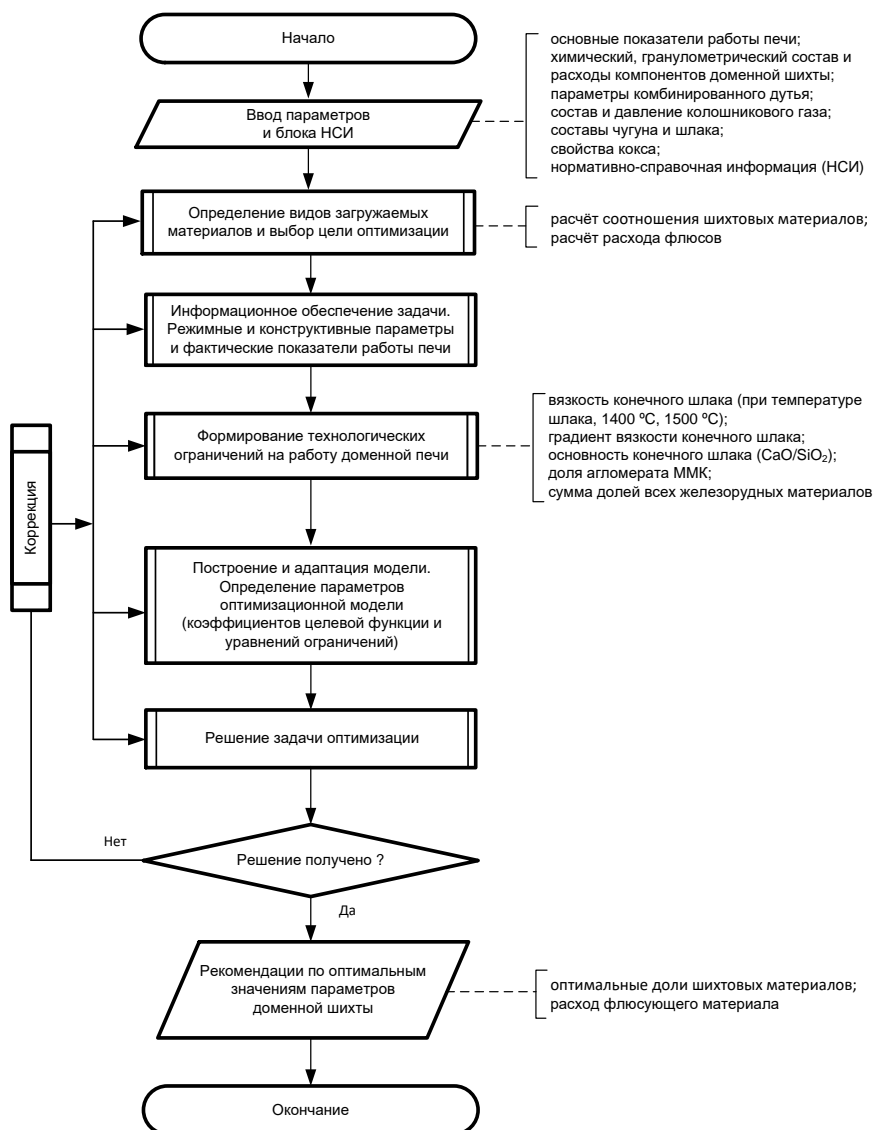 Начало
основные показатели работы печи;
химический, гранулометрический состав и
расходы компонентов доменной шихты;
параметры комбинированного дутья;
состав и давление колошникового газа;
составы чугуна и шлака;
свойства кокса;
нормативно-справочная информация (НСИ)
Ввод параметров
и блока НСИ
Определение видов загружаемых
материалов и выбор цели оптимизации
расчёт соотношения шихтовых материалов;
расчёт расхода флюсов
Информационное обеспечение задачи.
Режимные и конструктивные параметры
и фактические показатели работы печи
Формирование технологических
ограничений на работу доменной печи
вязкость конечного шлака (при температуре
шлака, 1400 ºС, 1500 ºС);
градиент вязкости конечного шлака;
основность конечного шлака (CaO/SiO₂);
доля агломерата ММК;
сумма долей всех железорудных материалов
Коррекция
Построение и адаптация модели.
Определение параметров
оптимизационной модели
(коэффициентов целевой функции и
уравнений ограничений)
Решение задачи оптимизации
Нет
Решение получено ?
Да
Рекомендации по оптимальным
значениям параметров
доменной шихты
оптимальные доли шихтовых материалов;
расход флюсующего материала
Окончание